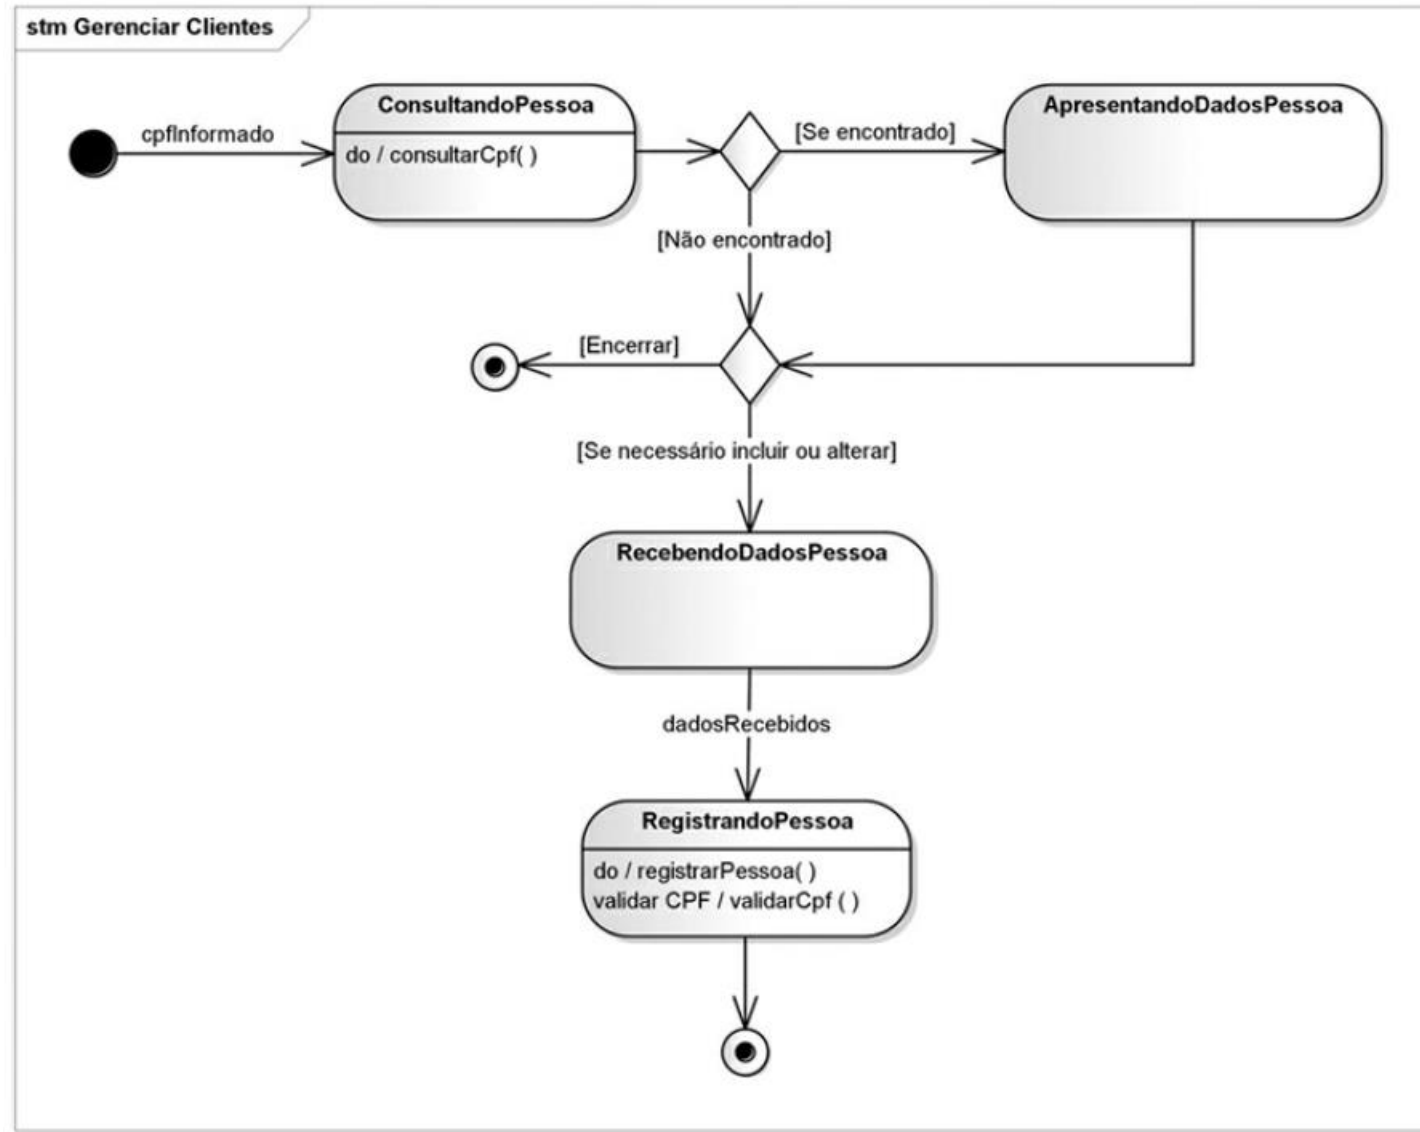 stm Gerenciar Clientes
cpfInformado
ConsultandoPessoa
do / consultarCpf( )
[Se encontrado]
ApresentandoDadosPessoa
[Não encontrado]
[Encerrar]
[Se necessário incluir ou alterar]
RecebendoDadosPessoa
dadosRecebidos
RegistrandoPessoa
do / registrarPessoa( )
validar CPF / validarCpf ( )